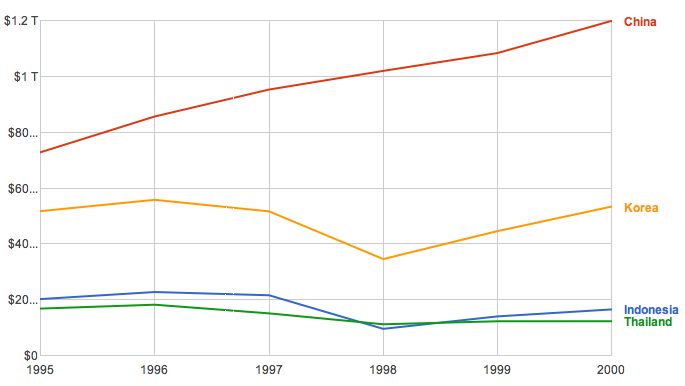 $1.2 T
China
$1 T
$80...
$60...
Korea
$40...
$20...
Indonesia
Thailand
$0
1995 1996 1997 1998 1999 2000